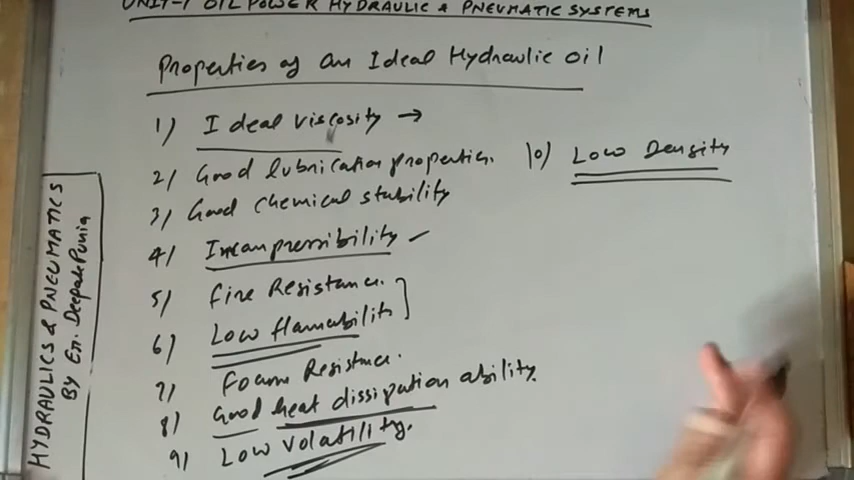 UNIT-1 OIL POWER HYDRAULIC & PNEUMATIC SYSTEMS
Properties of an Ideal Hydraulic oil
1) Ideal viscosity →
2) Good lubrication properties.
3) Good chemical stability
4) Incompressibility ✓
5) Fire Resistance.
6) Low flamability
7) Foam Resistance.
8) Good heat dissipation ability.
9) Low volatility.
10) Low Density
HYDRAULICS & PNEUMATICS
BY Er. Deepak Punia